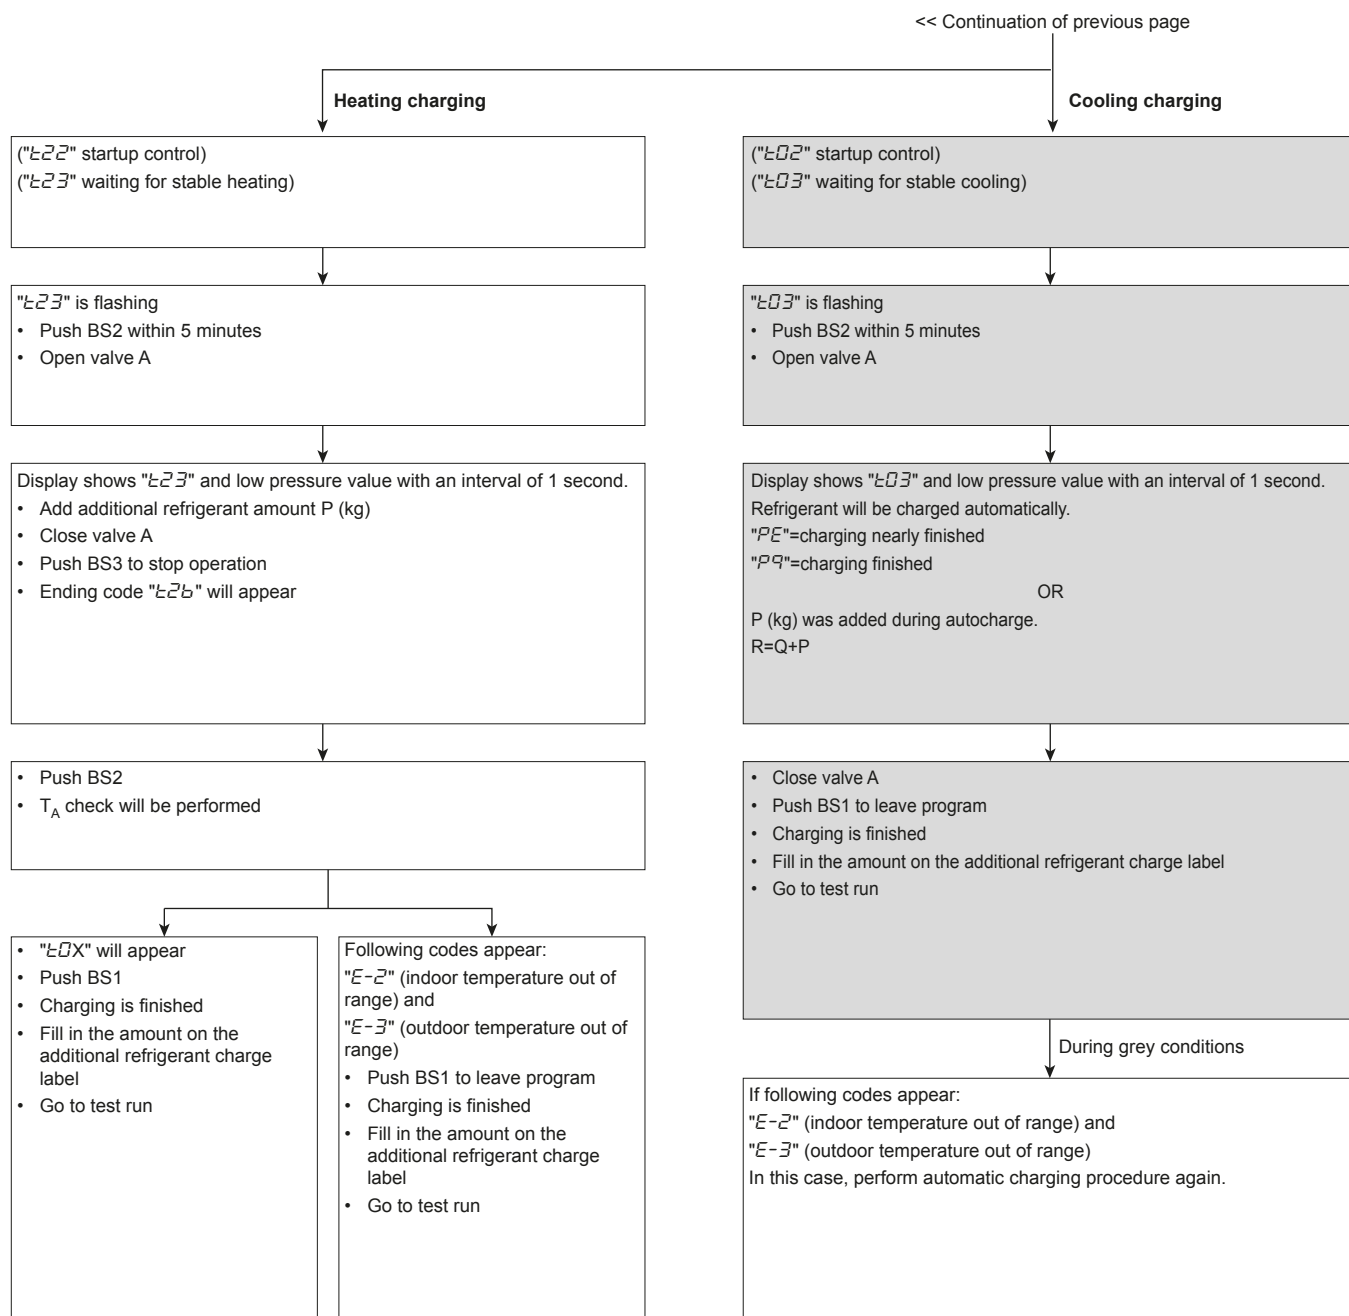 << Continuation of previous page
Heating charging
("t22" startup control)
("t23" waiting for stable heating)
"t23" is flashing
• Push BS2 within 5 minutes
• Open valve A
Display shows "t23" and low pressure value with an interval of 1 second.
• Add additional refrigerant amount P (kg)
• Close valve A
• Push BS3 to stop operation
• Ending code "t26" will appear
• Push BS2
• TA check will be performed
• "t0X" will appear
• Push BS1
• Charging is finished
• Fill in the amount on the
additional refrigerant charge
label
• Go to test run
Following codes appear:
"E-2" (indoor temperature out of
range) and
"E-3" (outdoor temperature out of
range)
• Push BS1 to leave program
• Charging is finished
• Fill in the amount on the
additional refrigerant charge
label
• Go to test run
Cooling charging
("t02" startup control)
("t03" waiting for stable cooling)
"t03" is flashing
• Push BS2 within 5 minutes
• Open valve A
Display shows "t03" and low pressure value with an interval of 1 second.
Refrigerant will be charged automatically.
"PE"=charging nearly finished
"P9"=charging finished
OR
P (kg) was added during autocharge.
R=Q+P
• Close valve A
• Push BS1 to leave program
• Charging is finished
• Fill in the amount on the additional refrigerant charge label
• Go to test run
During grey conditions
If following codes appear:
"E-2" (indoor temperature out of range) and
"E-3" (outdoor temperature out of range)
In this case, perform automatic charging procedure again.